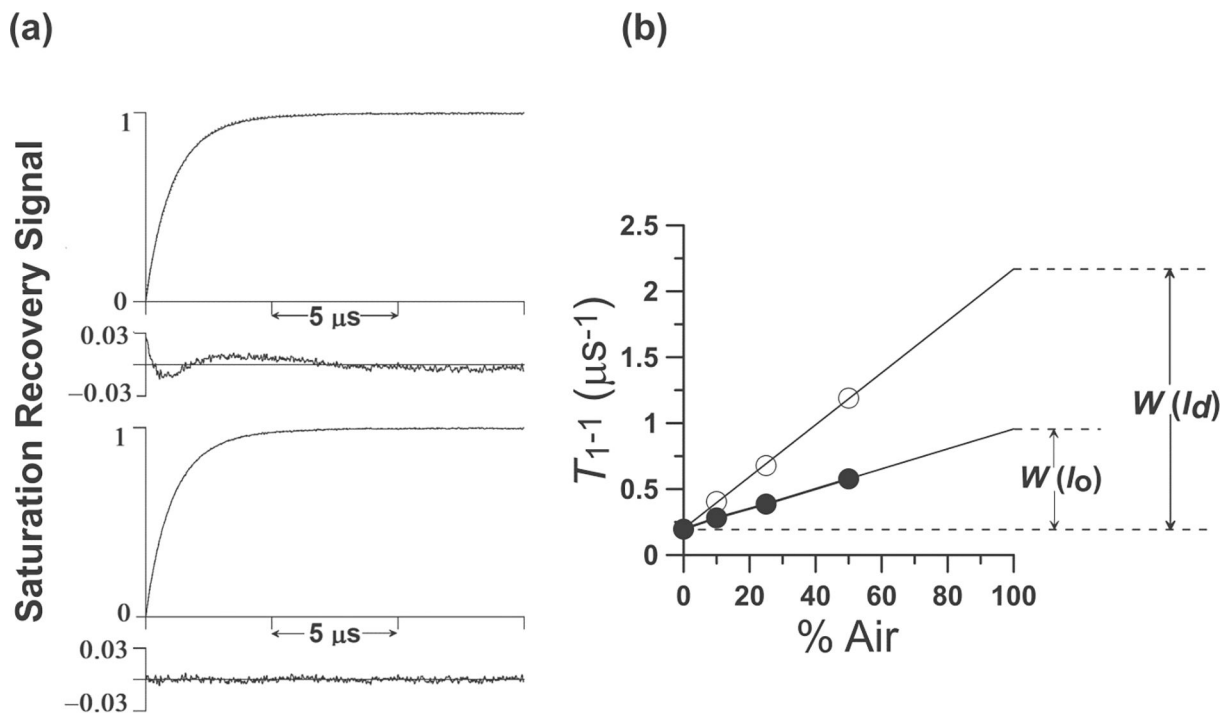 (a)
Saturation Recovery Signal
1
0
5 µs
0.03
−0.03
1
0
5 µs
0.03
−0.03
(b)
T1-1 (µs-1)
2.5
2
1.5
1
0.5
0
0 20 40 60 80 100
% Air
W (lo)
W (ld)